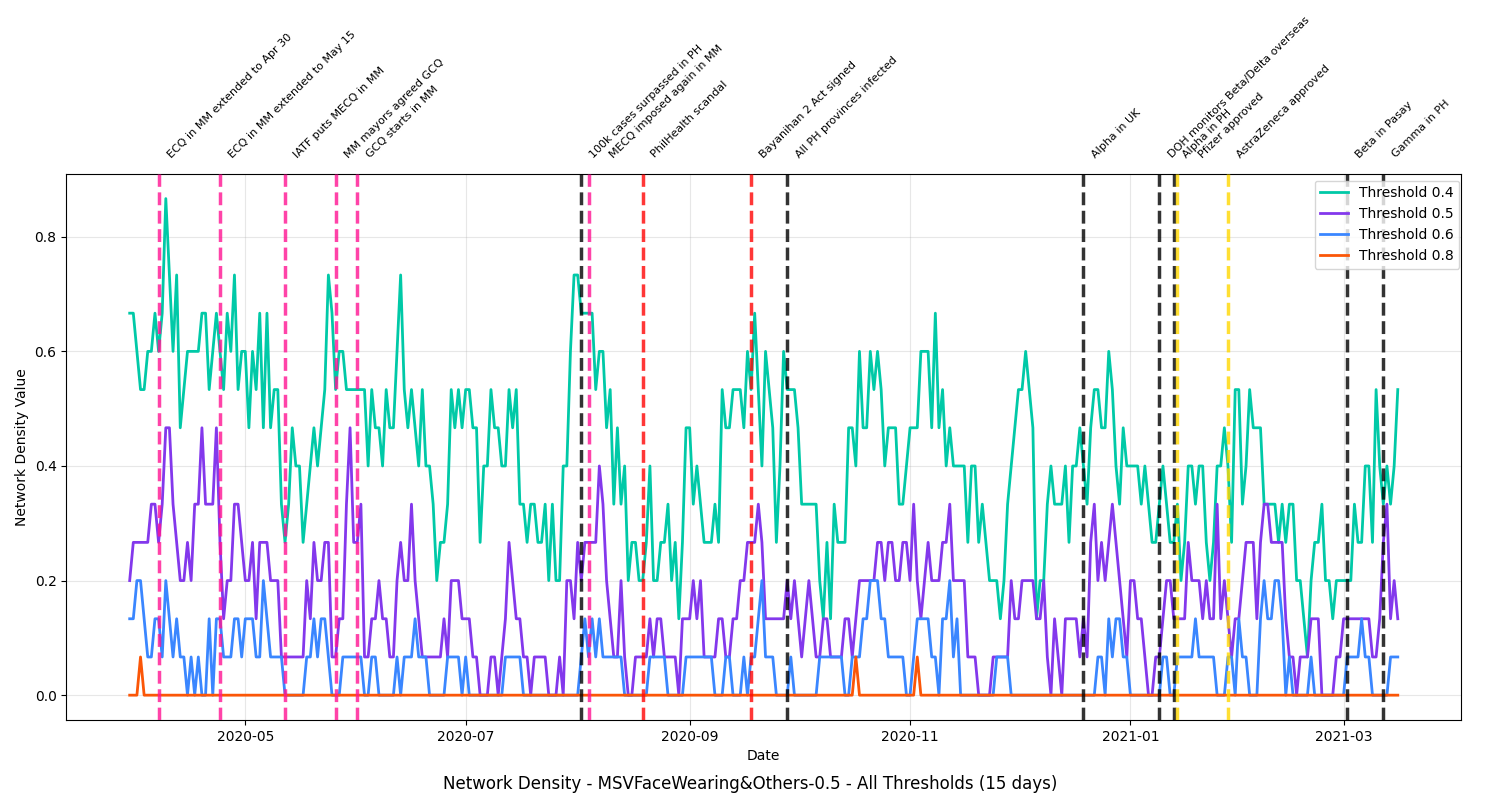 ECQ in MM extended to Apr 30
ECQ in MM extended to May 15
IATF puts MECQ in MM
MM mayors agreed GCQ
GCQ starts in MM
100k cases surpassed in PH
MECQ imposed again in MM
PhilHealth scandal
Bayanihan 2 Act signed
All PH provinces infected
Alpha in UK
DOH monitors Beta/Delta overseas
Alpha in PH
Pfizer approved
AstraZeneca approved
Beta in Pasay
Gamma in PH
Threshold 0.4
Threshold 0.5
Threshold 0.6
Threshold 0.8
Network Density Value
0.8
0.6
0.4
0.2
0.0
2020-05
2020-07
2020-09
2020-11
2021-01
2021-03
Date
Network Density - MSVFaceWearing&Others-0.5 - All Thresholds (15 days)